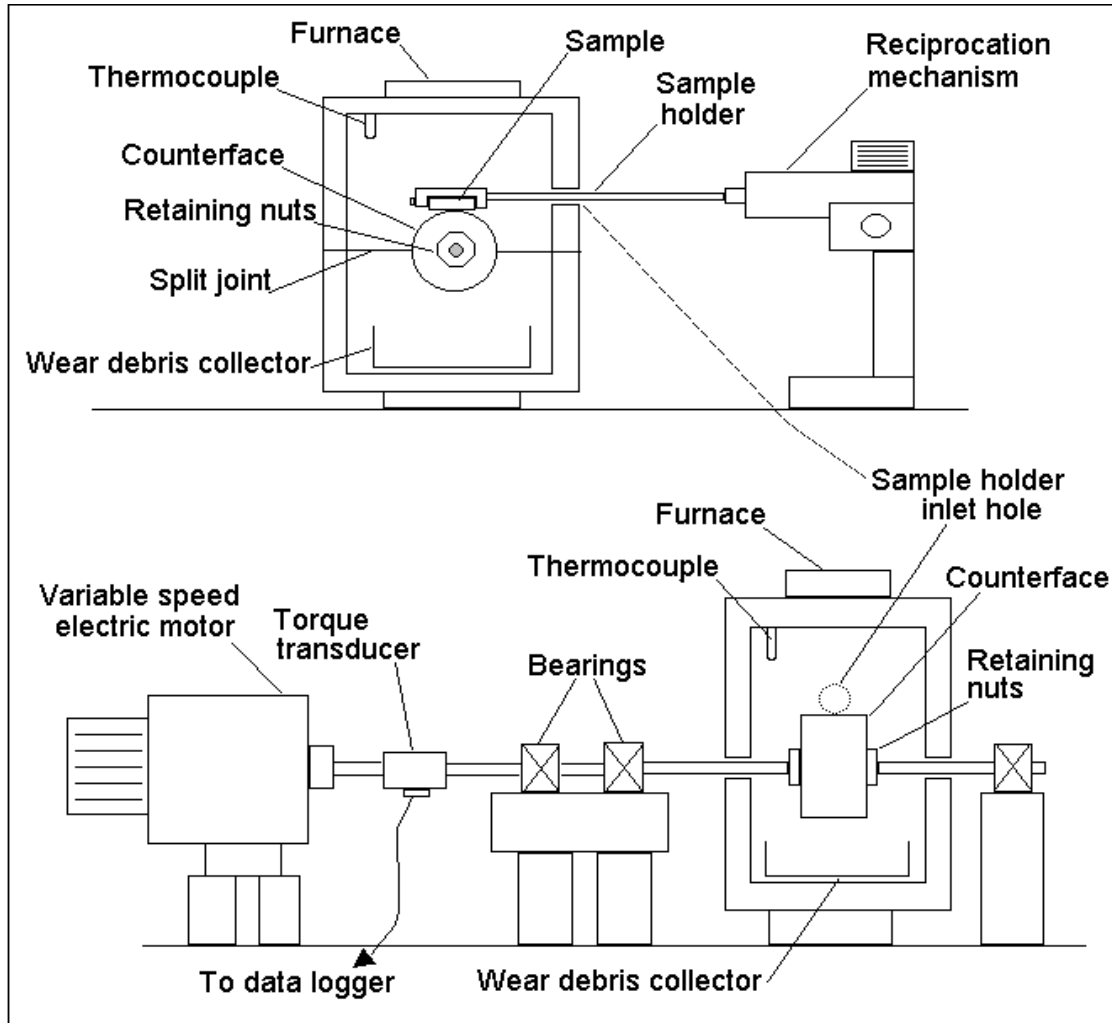 Furnace
Sample
Thermocouple
Sample
holder
Reciprocation
mechanism
Counterface
Retaining nuts
Split joint
Wear debris collector
Sample holder
inlet hole
Furnace
Thermocouple
Counterface
Variable speed
electric motor
Torque
transducer
Bearings
Retaining
nuts
To data logger
Wear debris collector